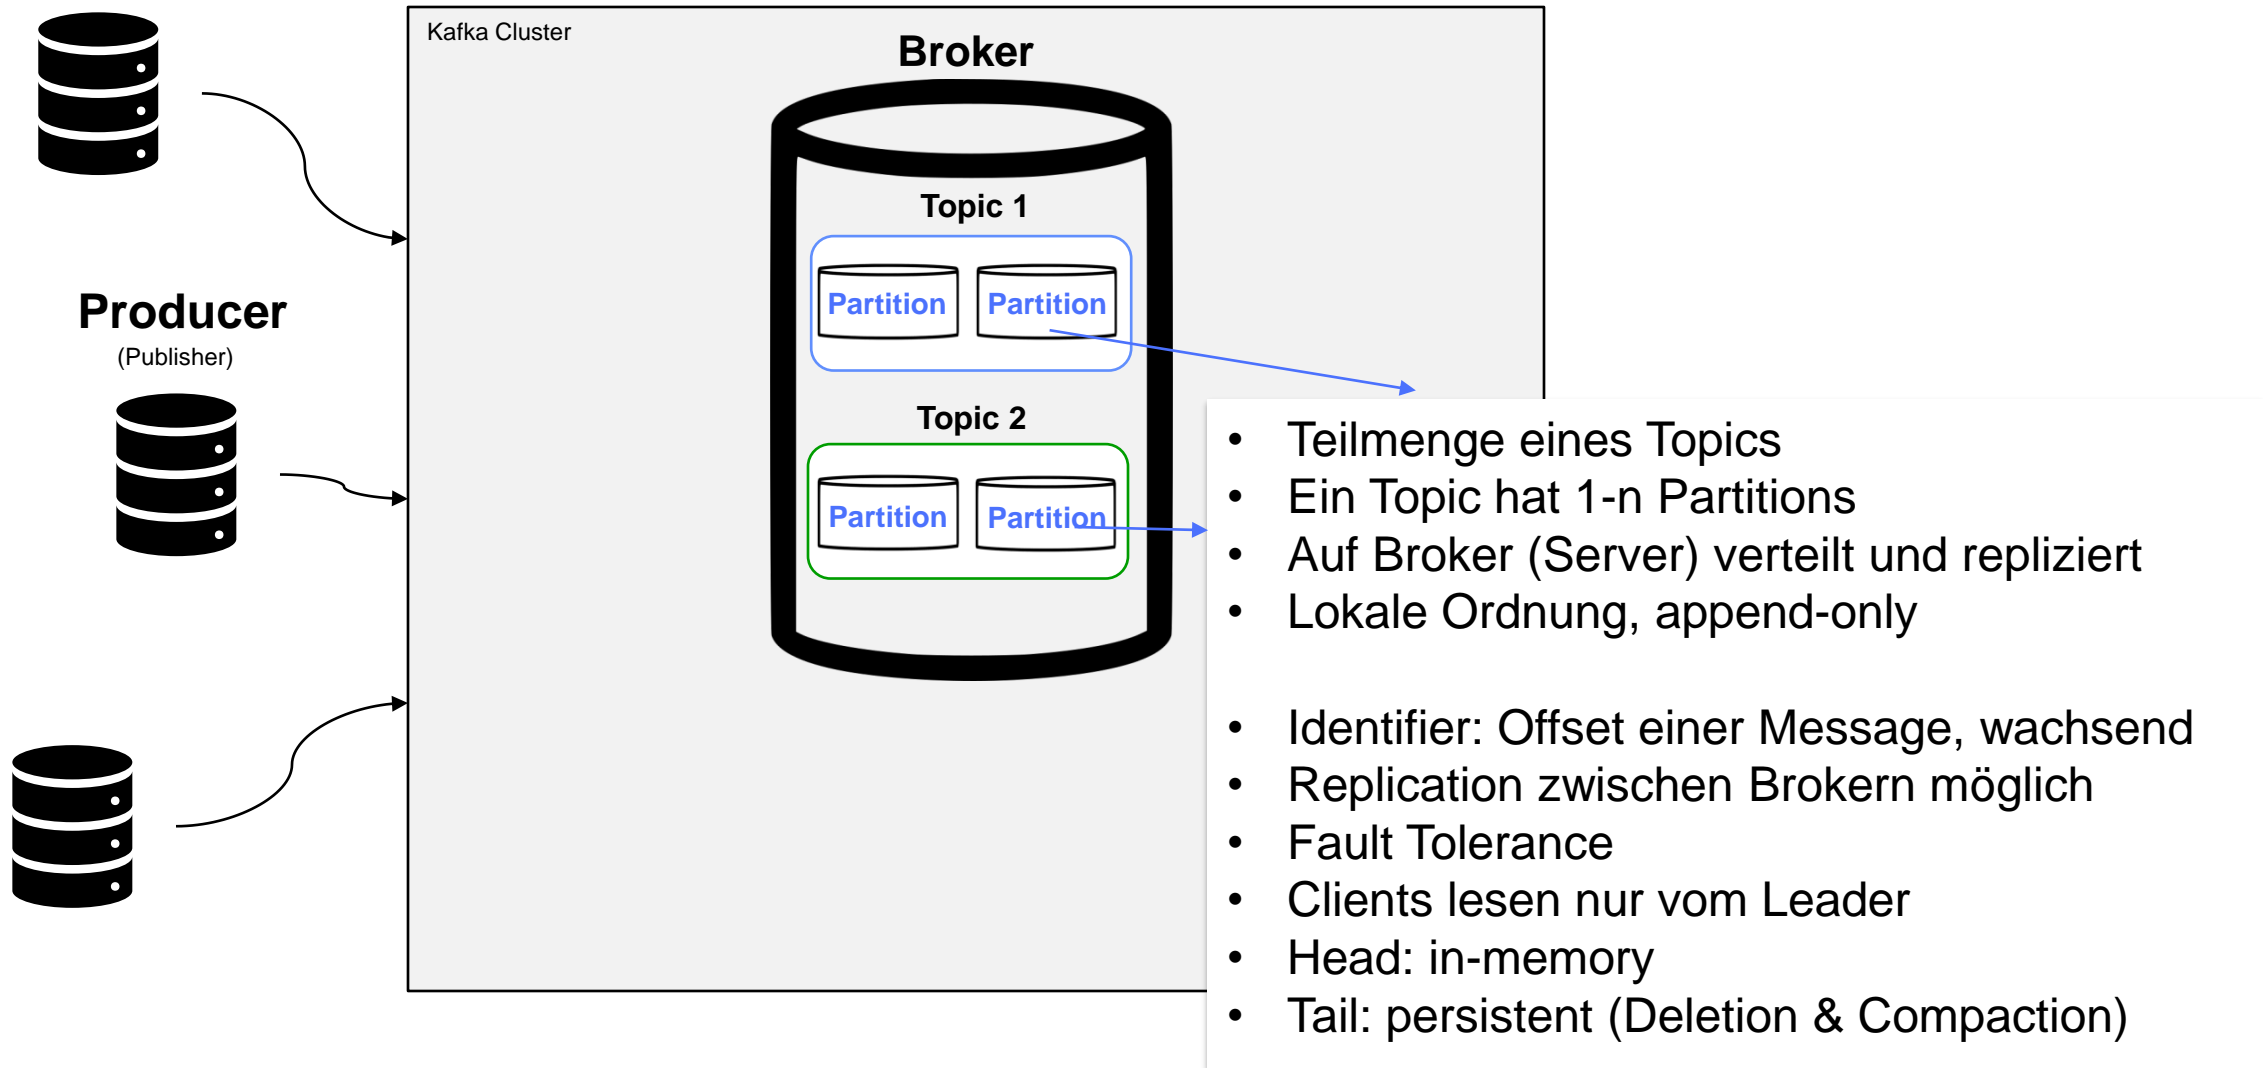 Kafka Cluster
Broker
Topic 1
Partition Partition
Producer
(Publisher)
Topic 2
Partition Partition
• Teilmenge eines Topics
• Ein Topic hat 1-n Partitions
• Auf Broker (Server) verteilt und repliziert
• Lokale Ordnung, append-only
• Identifier: Offset einer Message, wachsend
• Replication zwischen Brokern möglich
• Fault Tolerance
• Clients lesen nur vom Leader
• Head: in-memory
• Tail: persistent (Deletion & Compaction)